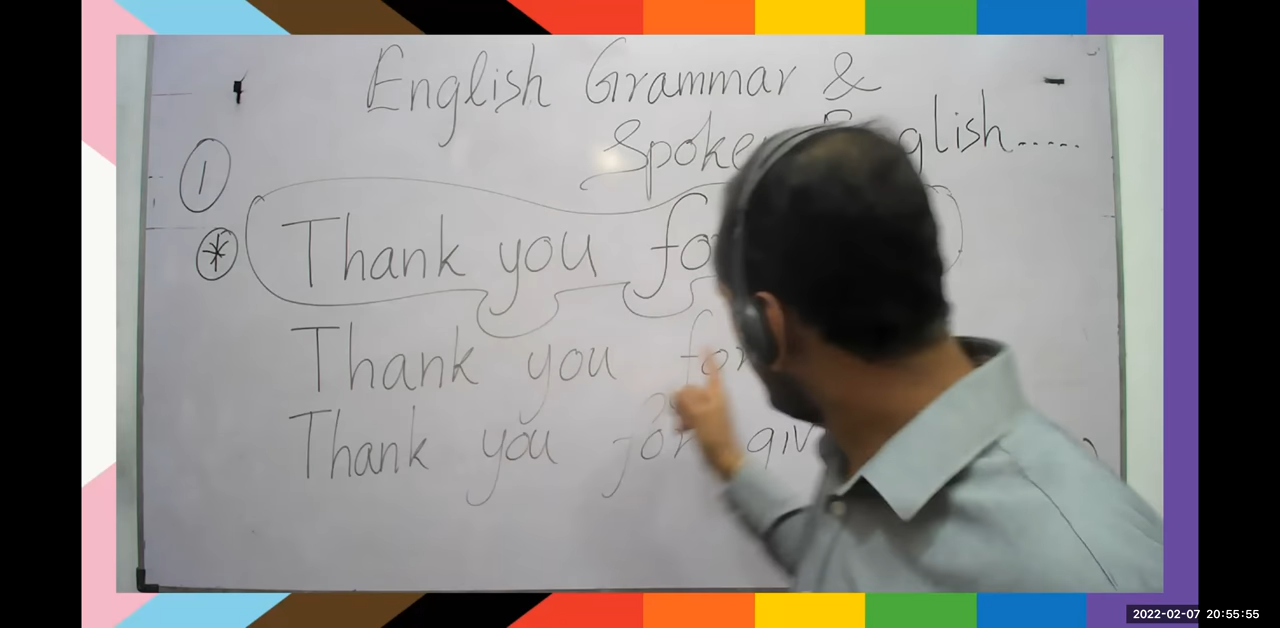 English Grammar &
Spoken English.....
1
* Thank you for
Thank you for
Thank you for giv
2022-02-07 20:55:55